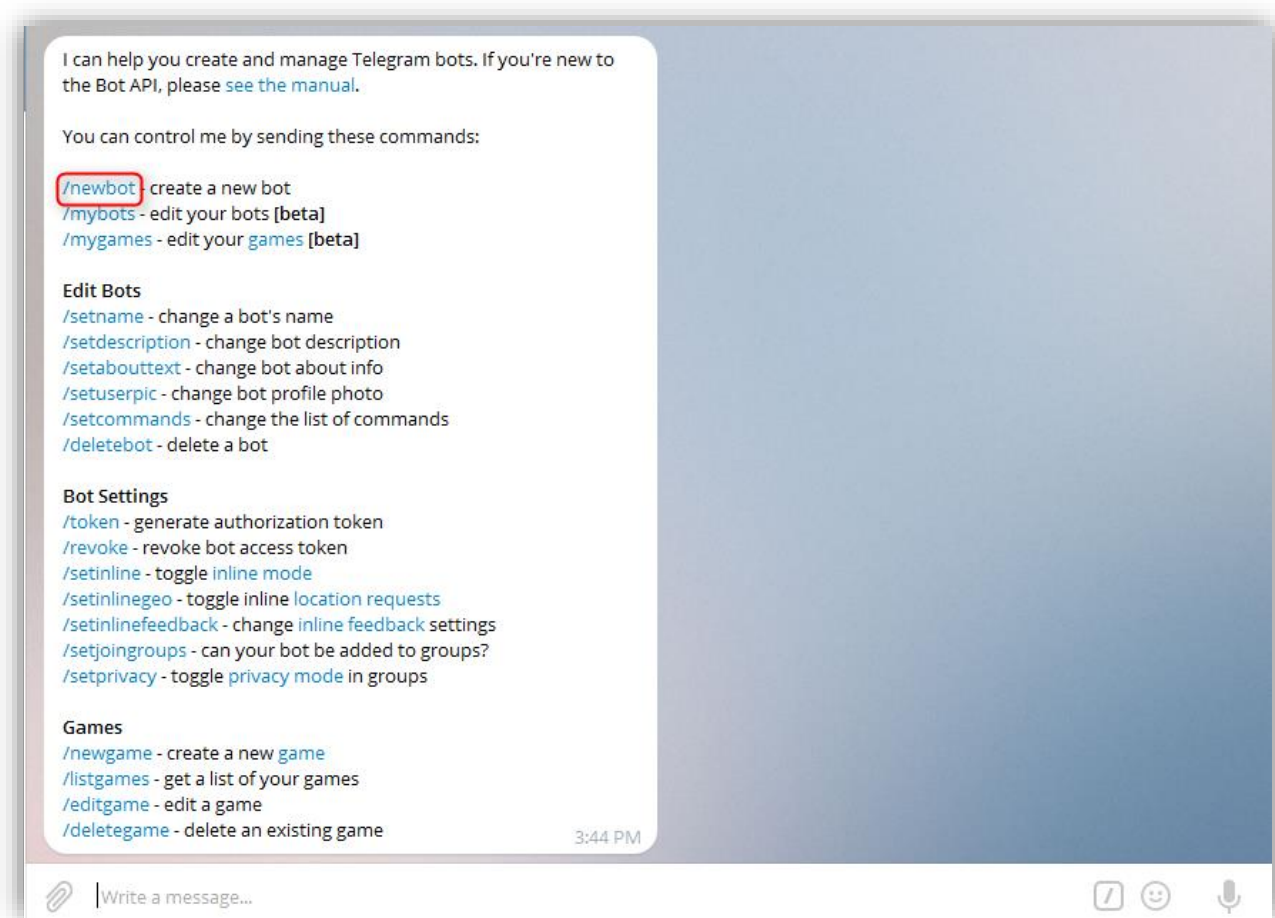 I can help you create and manage Telegram bots. If you're new to
the Bot API, please see the manual.
You can control me by sending these commands:
/newbot - create a new bot
/mybots - edit your bots [beta]
/mygames - edit your games [beta]
Edit Bots
/setname - change a bot's name
/setdescription - change bot description
/setabouttext - change bot about info
/setuserpic - change bot profile photo
/setcommands - change the list of commands
/deletebot - delete a bot
Bot Settings
/token - generate authorization token
/revoke - revoke bot access token
/setinline - toggle inline mode
/setinlinegeo - toggle inline location requests
/setinlinefeedback - change inline feedback settings
/setjoingroups - can your bot be added to groups?
/setprivacy - toggle privacy mode in groups
Games
/newgame - create a new game
/listgames - get a list of your games
/editgame - edit a game
/deletegame - delete an existing game
3:44 PM
Write a message...